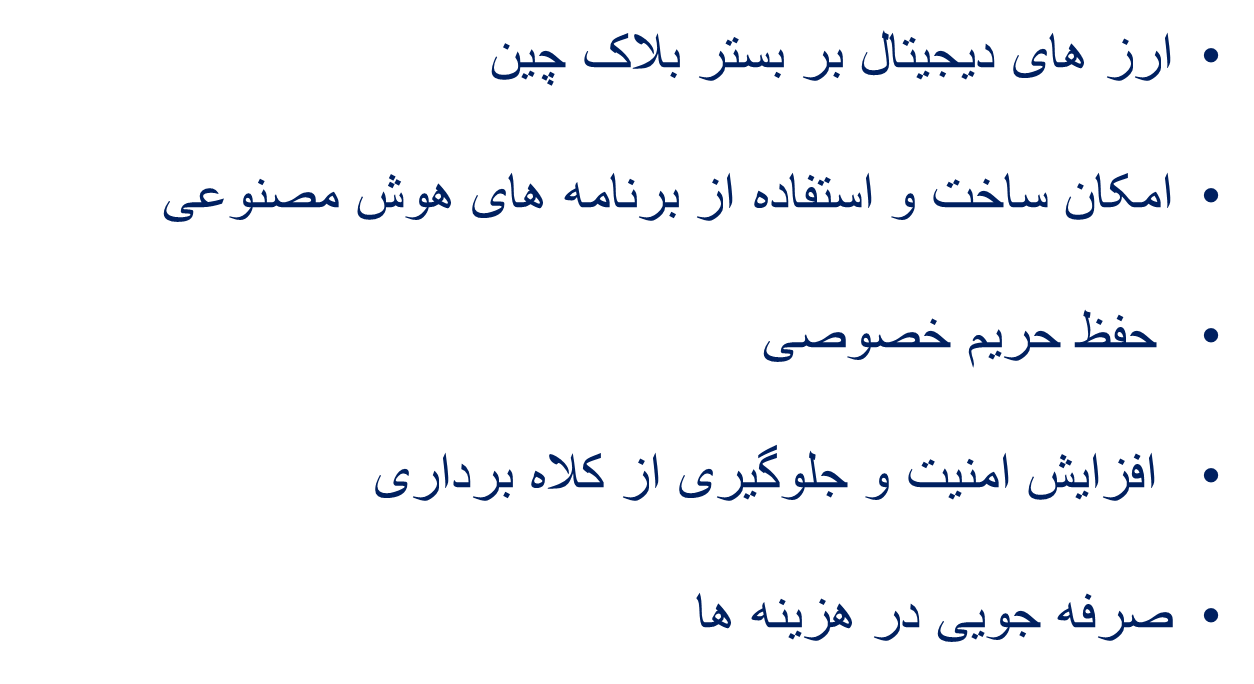 • ارز های دیجیتال بر بستر بلاک چین
• امکان ساخت و استفاده از برنامه های هوش مصنوعی
• حفظ حریم خصوصی
• افزایش امنیت و جلوگیری از کلاه برداری
• صرفه جویی در هزینه ها